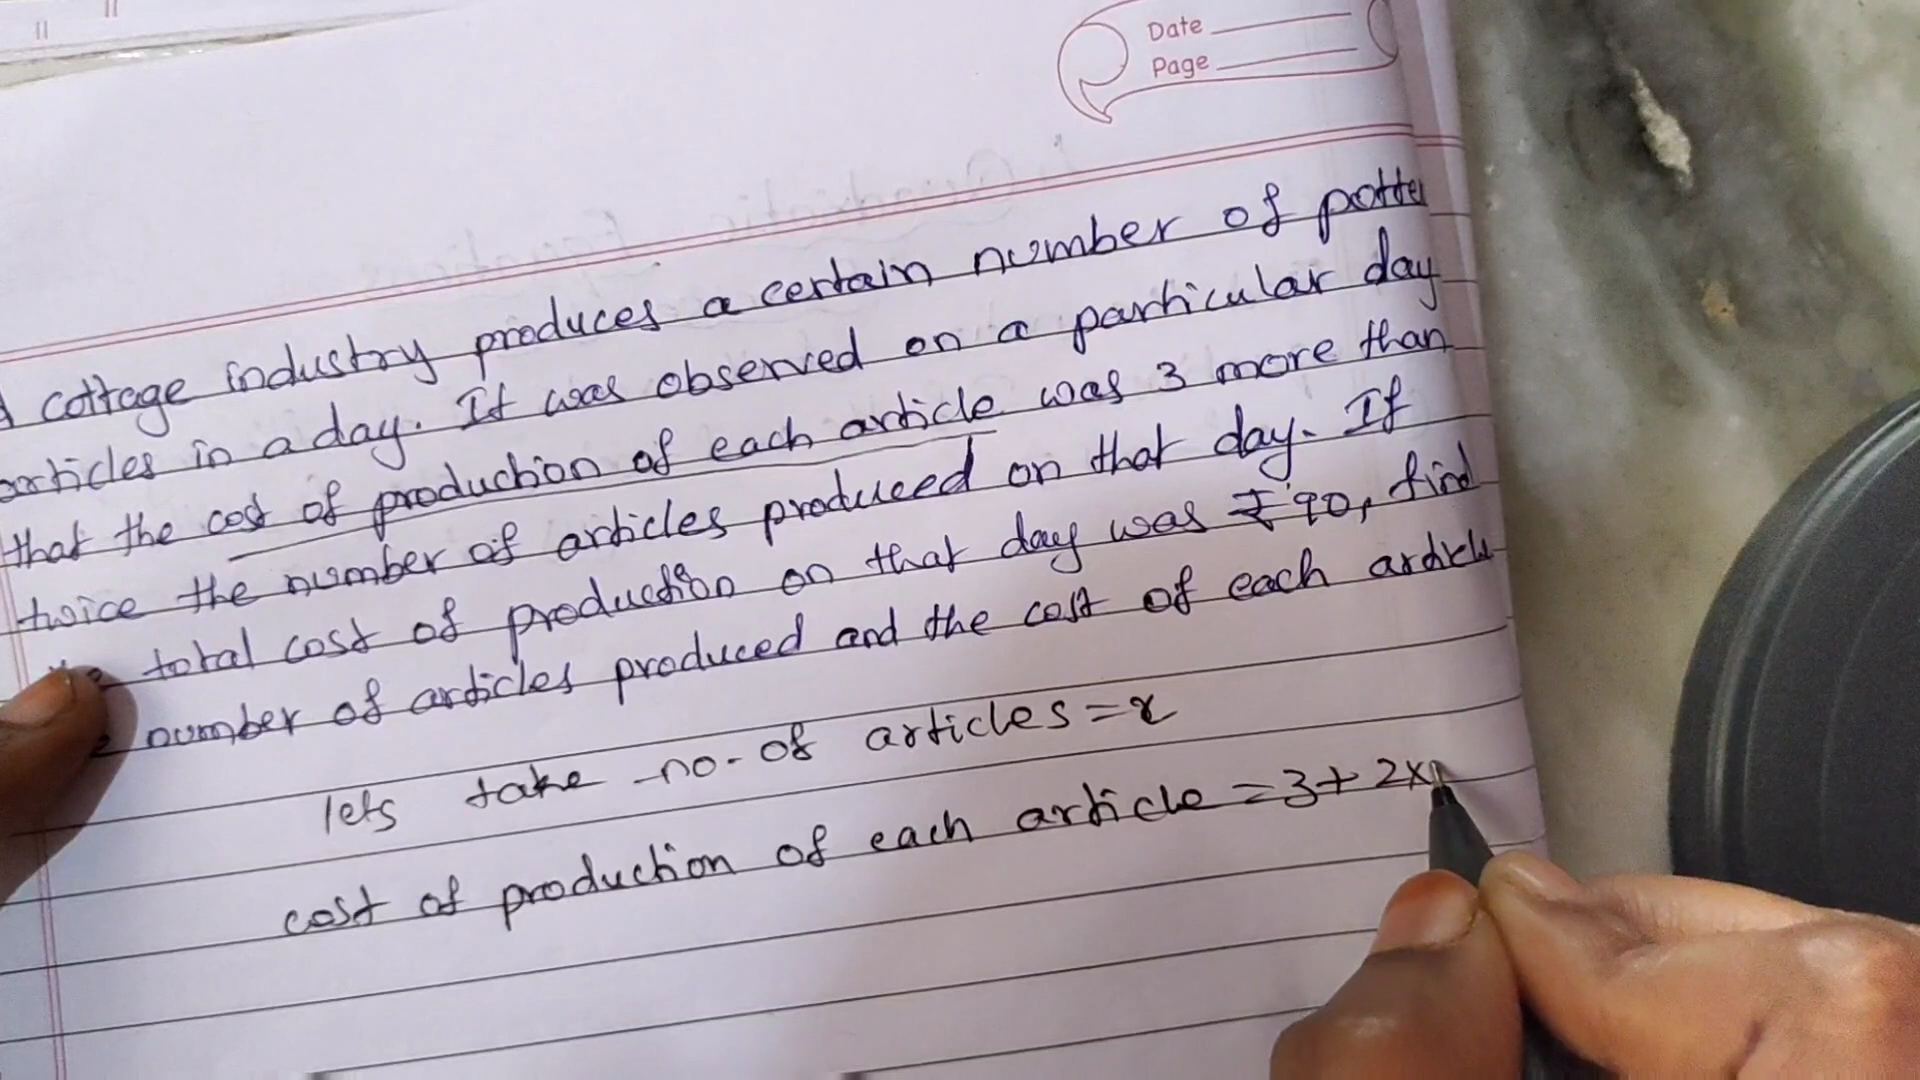 Date
Page
A cottage industry produces a certain number of potte
articles in a day. It was observed on a particular day
that the cost of production of each article was 3 more than
twice the number of articles produced on that day. If
total cost of production on that day was ₹90, find
number of articles produced and the cost of each article
lets take no. of articles = x
cost of production of each article = 3 + 2x